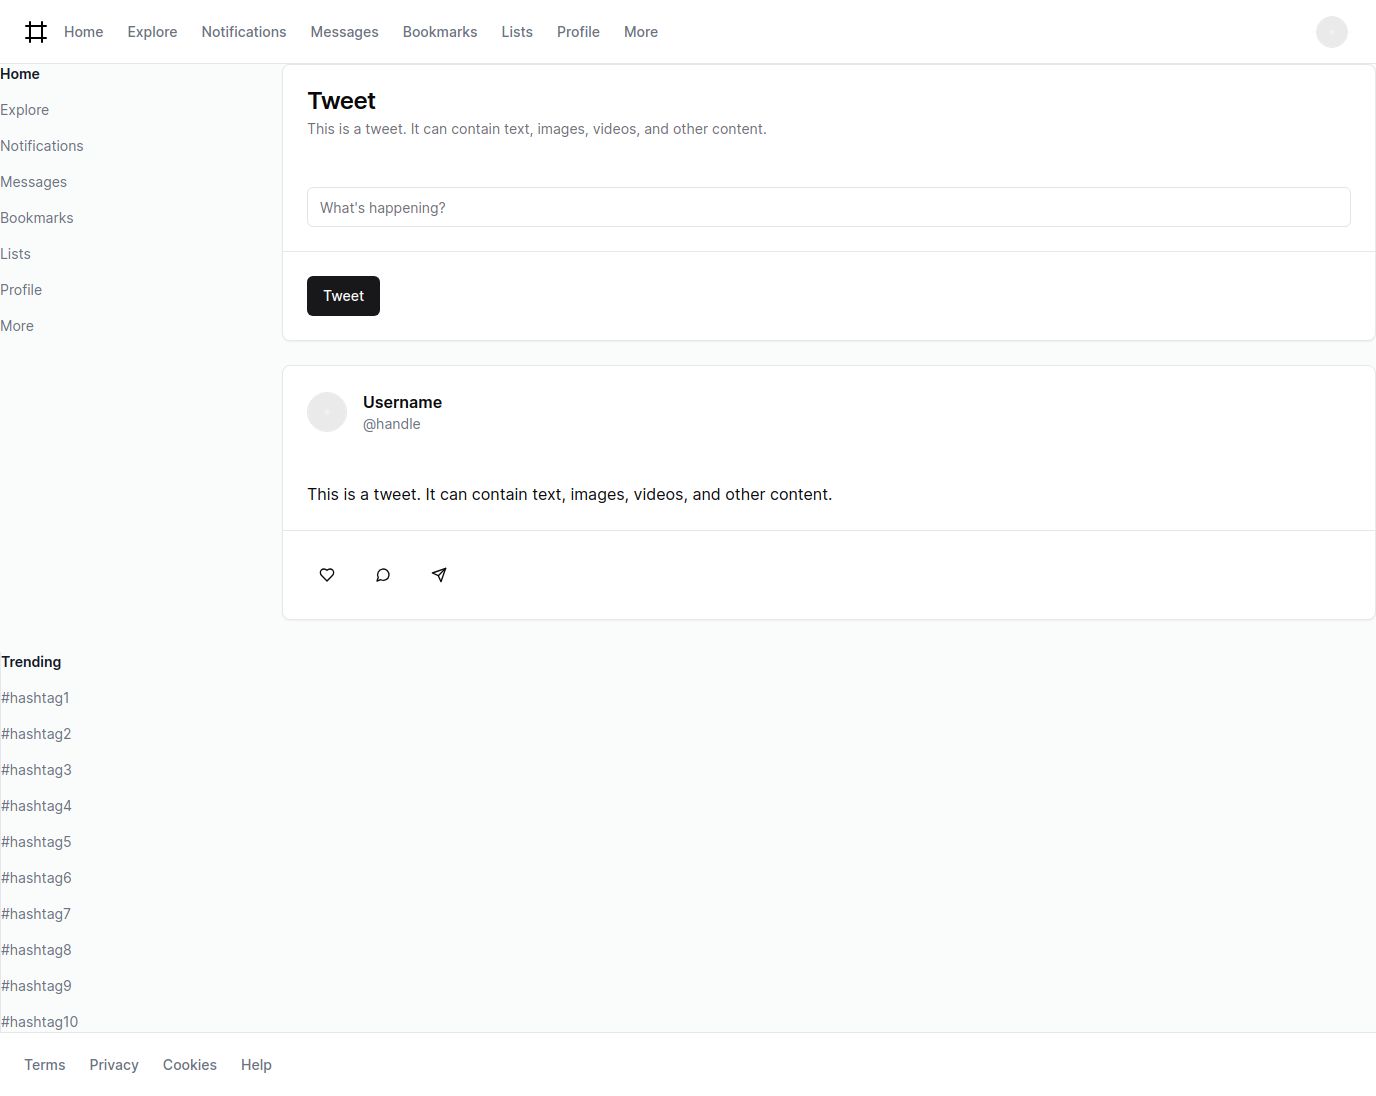 Home Explore Notifications Messages Bookmarks Lists Profile More
Home
Explore
Notifications
Messages
Bookmarks
Lists
Profile
More
Tweet
This is a tweet. It can contain text, images, videos, and other content.
What's happening?
Tweet
Username
@handle
This is a tweet. It can contain text, images, videos, and other content.
Trending
#hashtag1
#hashtag2
#hashtag3
#hashtag4
#hashtag5
#hashtag6
#hashtag7
#hashtag8
#hashtag9
#hashtag10
Terms Privacy Cookies Help